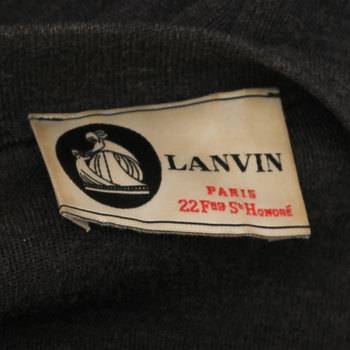 LANVIN
PARIS
22 Fbg St Honoré